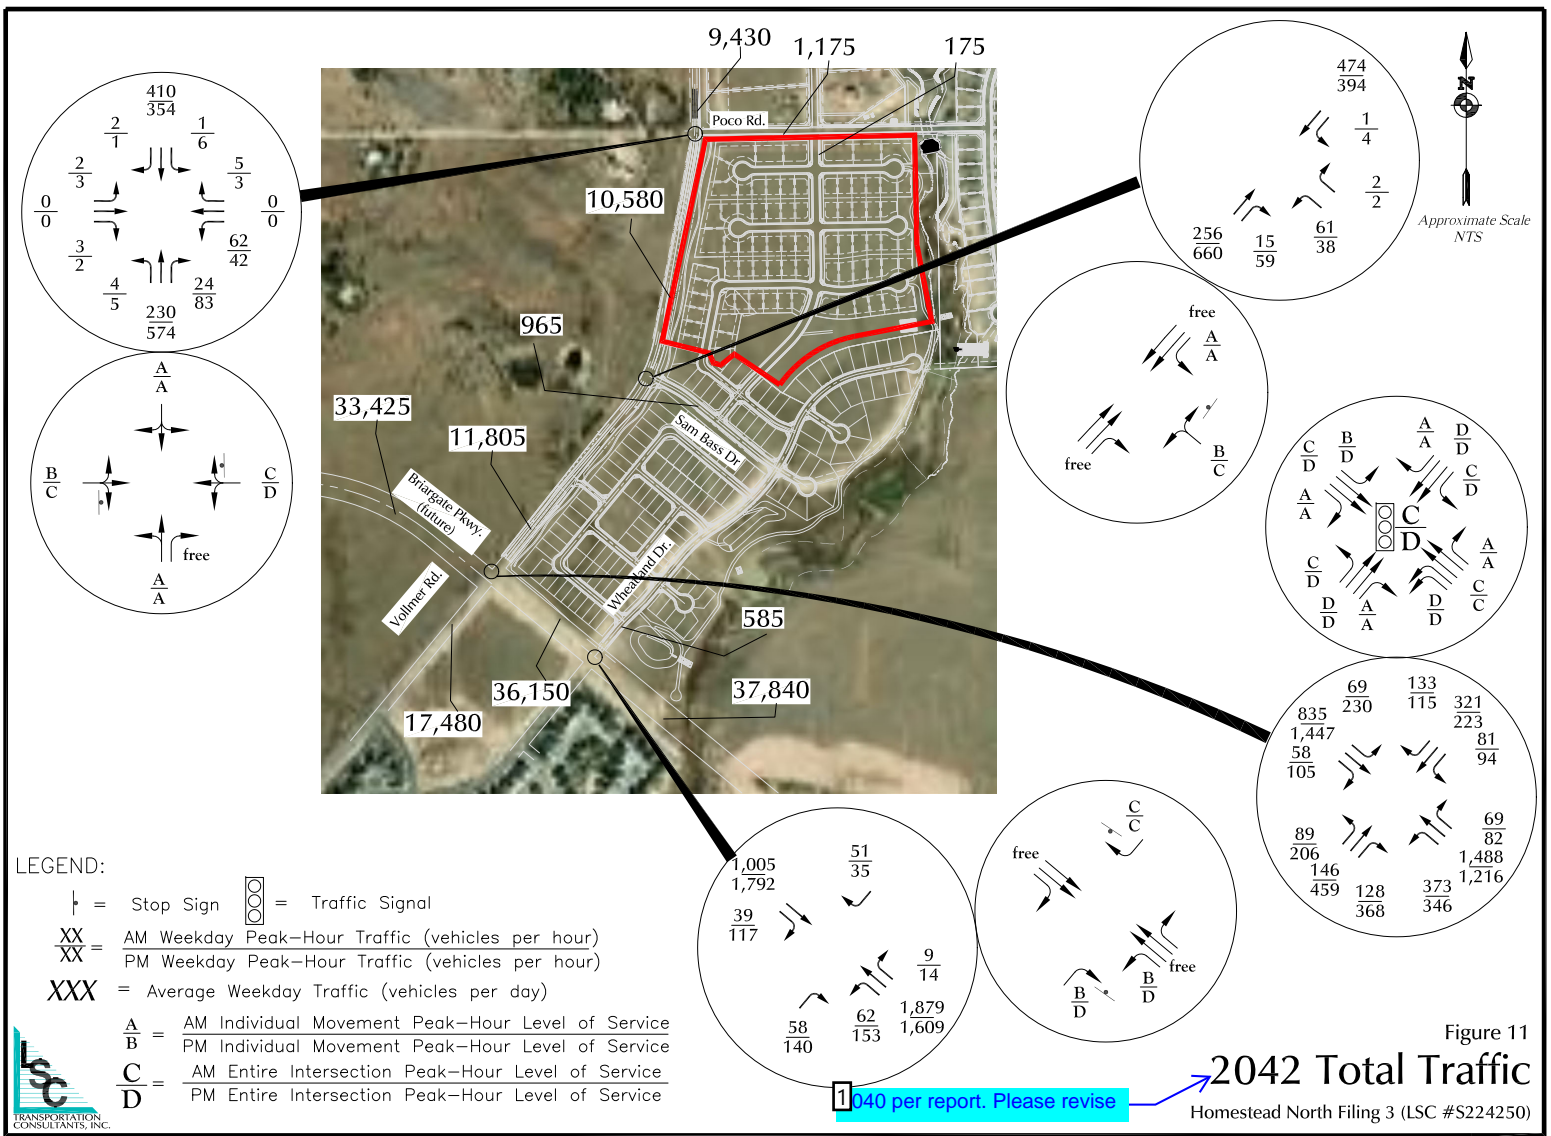 9,430
1,175
175
Poco Rd.
10,580
965
33,425
11,805
Sam Bass Dr
Briargate Pkwy.
(future)
Wheatland Dr.
Vollmer Rd.
585
36,150
37,840
17,480
410
354
2
1
1
6
2
3
5
3
0
0
0
0
3
2
62
42
4
5
24
83
230
574
A
A
B
C
C
D
free
A
A
474
394
1
4
2
2
256
660
15
59
61
38
N
Approximate Scale
NTS
free
A
A
free
B
C
C
D
B
D
A
A
D
D
C
D
A
A
C
D
A
A
C
D
C
C
D
D
D
D
A
A
69
230
133
115
835
1,447
321
223
58
105
81
94
89
206
69
82
146
459
1,488
1,216
128
368
373
346
1,005
1,792
51
35
39
117
9
14
58
140
62
153
1,879
1,609
C
C
free
free
B
D
B
D
LEGEND:
= Stop Sign = Traffic Signal
XX
XX
= AM Weekday Peak-Hour Traffic (vehicles per hour)
PM Weekday Peak-Hour Traffic (vehicles per hour)
XXX = Average Weekday Traffic (vehicles per day)
A
B
= AM Individual Movement Peak-Hour Level of Service
PM Individual Movement Peak-Hour Level of Service
C
D
= AM Entire Intersection Peak-Hour Level of Service
PM Entire Intersection Peak-Hour Level of Service
LSC
TRANSPORTATION
CONSULTANTS, INC.
1
040 per report. Please revise
Figure 11
2042 Total Traffic
Homestead North Filing 3 (LSC #S224250)